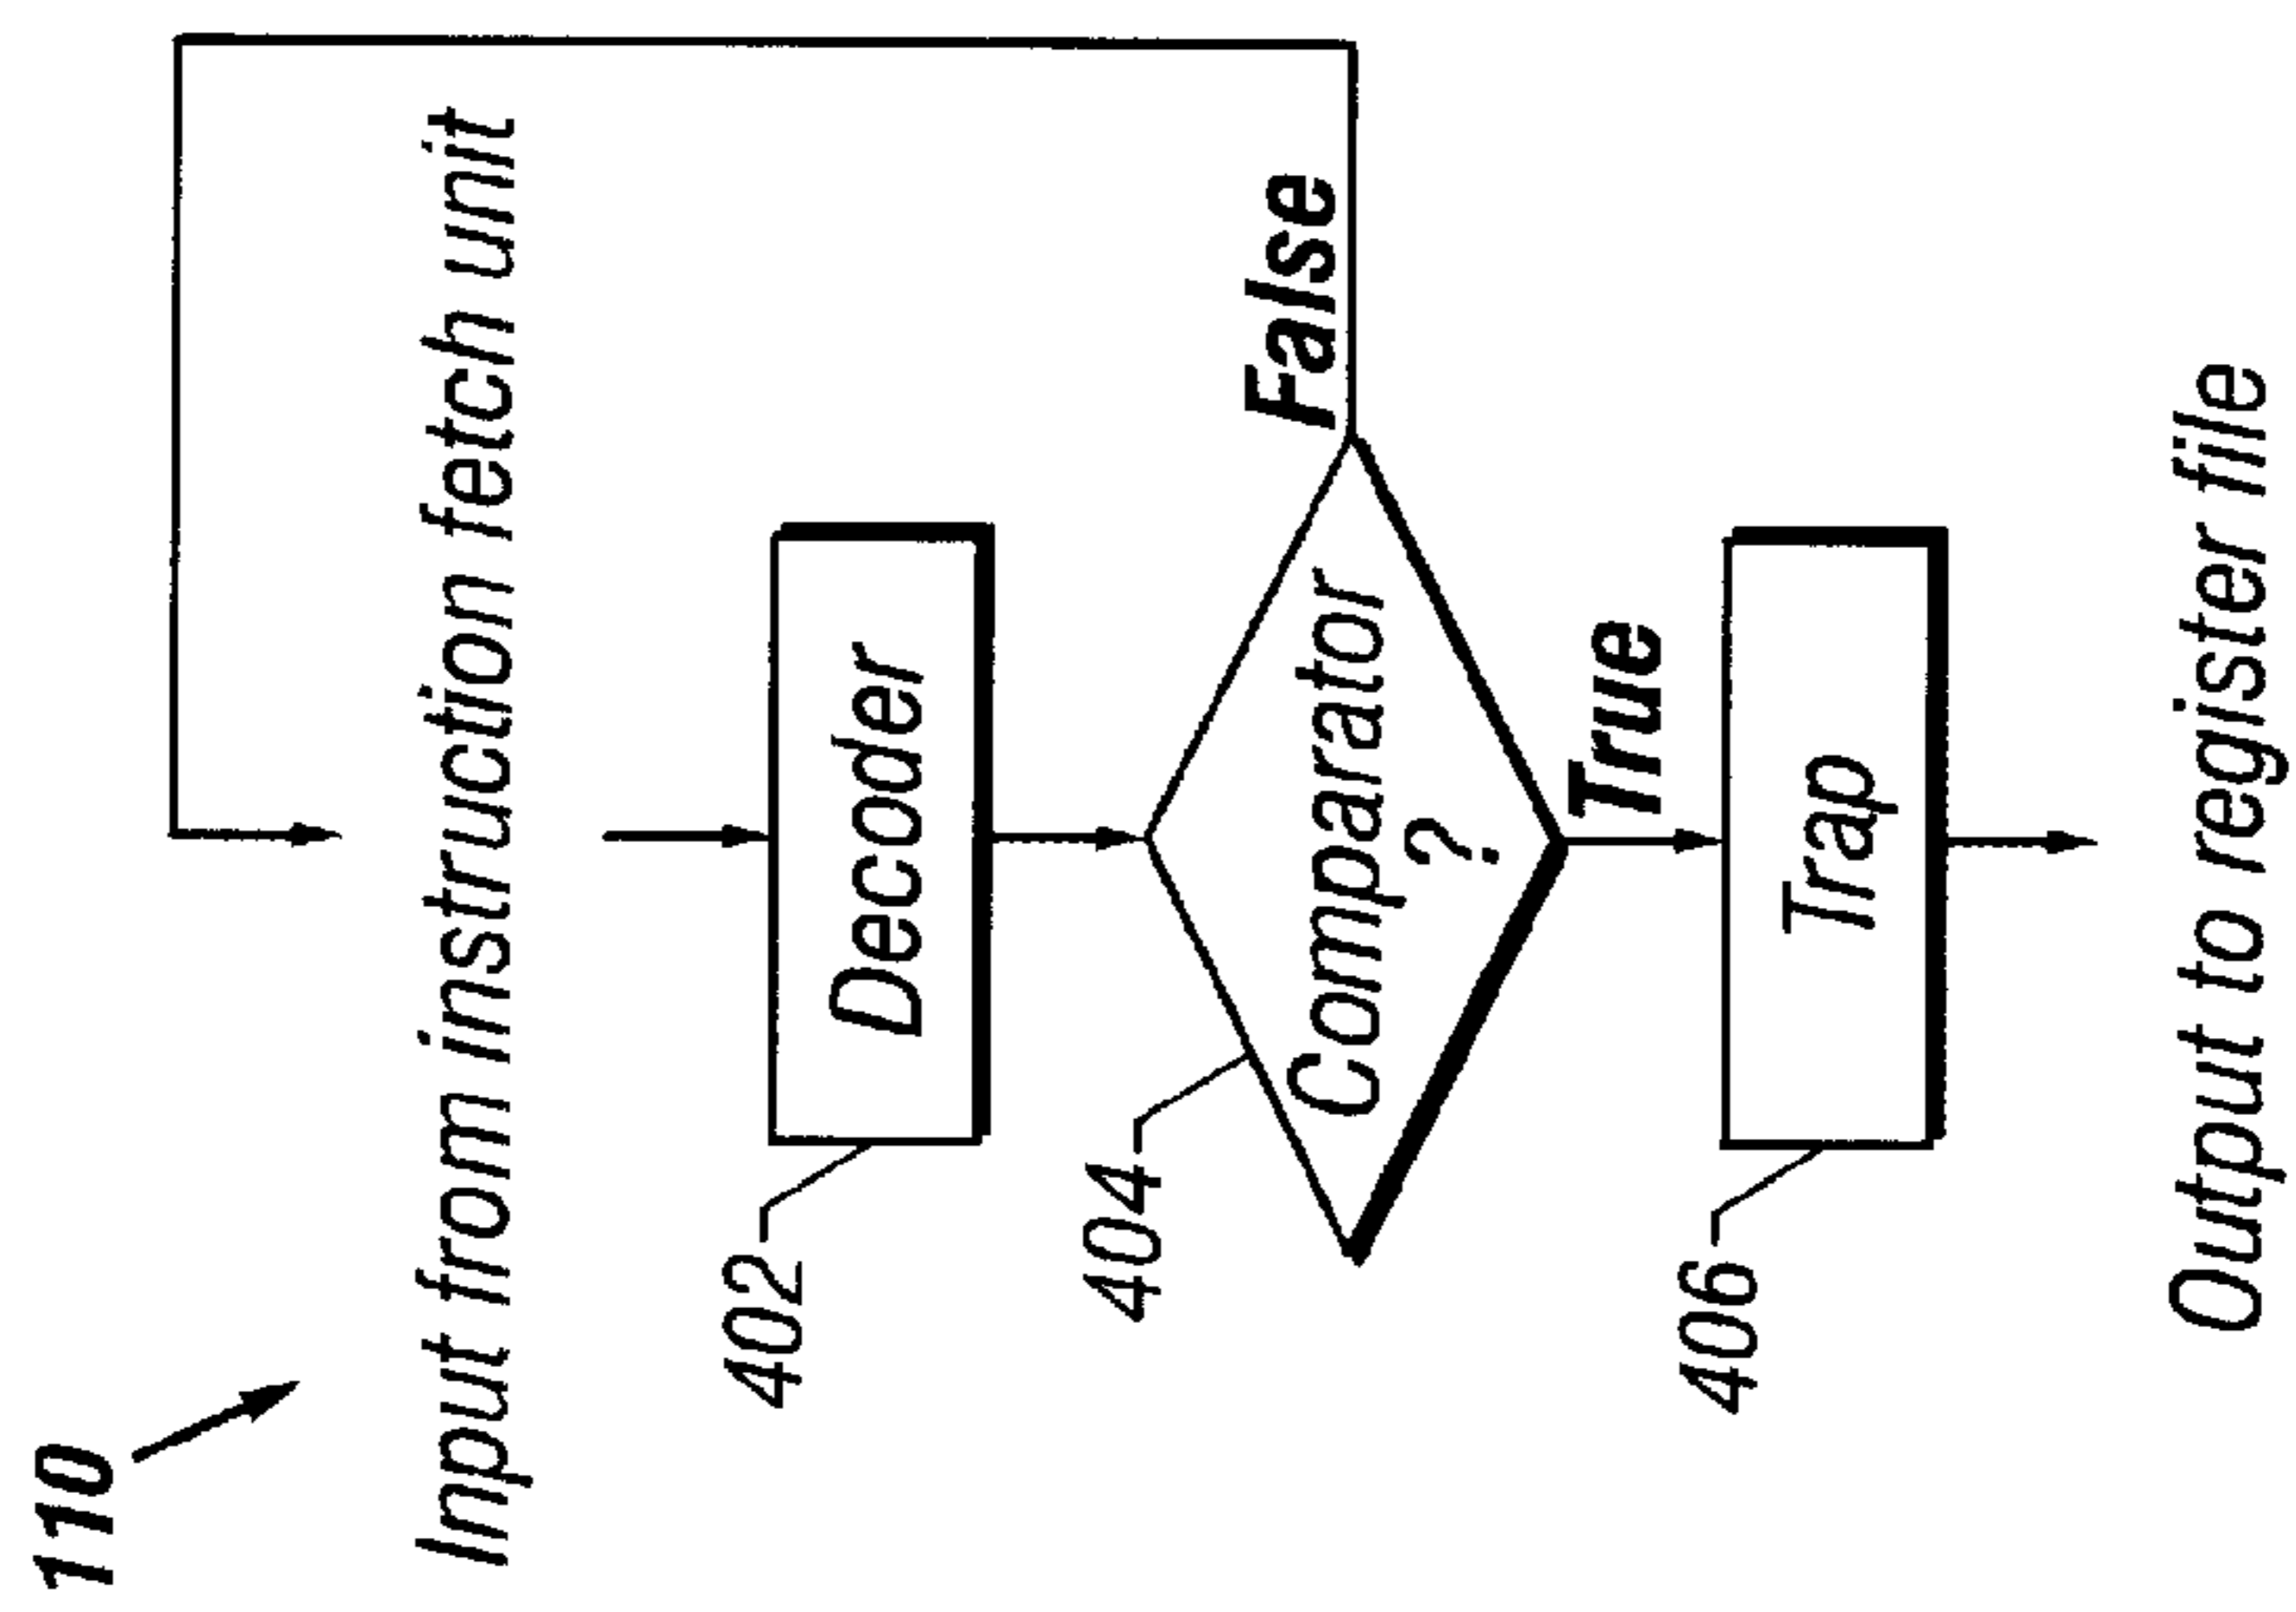 110
Input from instruction fetch unit
402
Decoder
404
Comparator
?
False
True
406
Trap
Output to register file